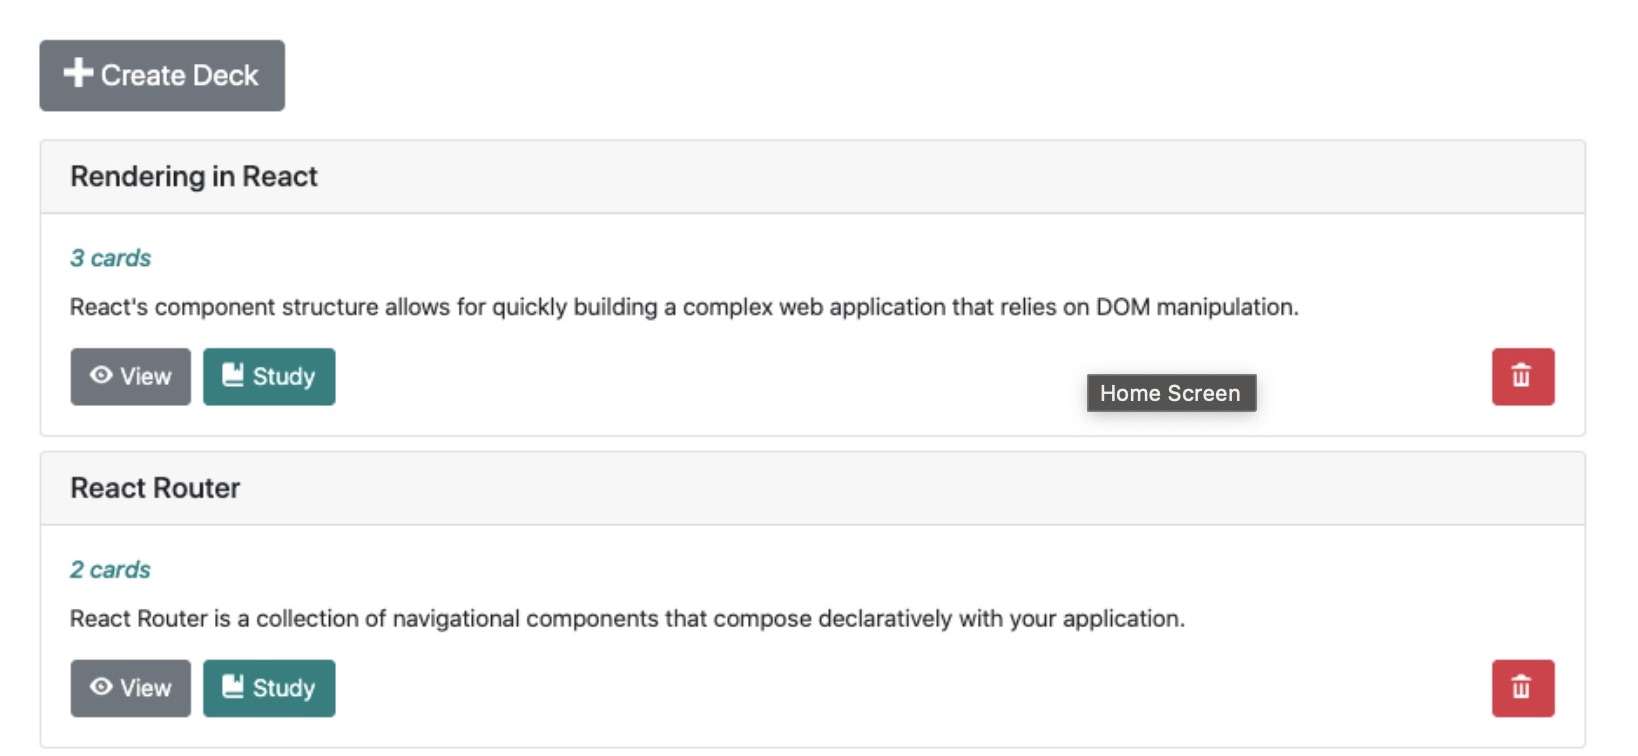 Create Deck
Rendering in React
3 cards
React's component structure allows for quickly building a complex web application that relies on DOM manipulation.
View Study
Home Screen
React Router
2 cards
React Router is a collection of navigational components that compose declaratively with your application.
View Study